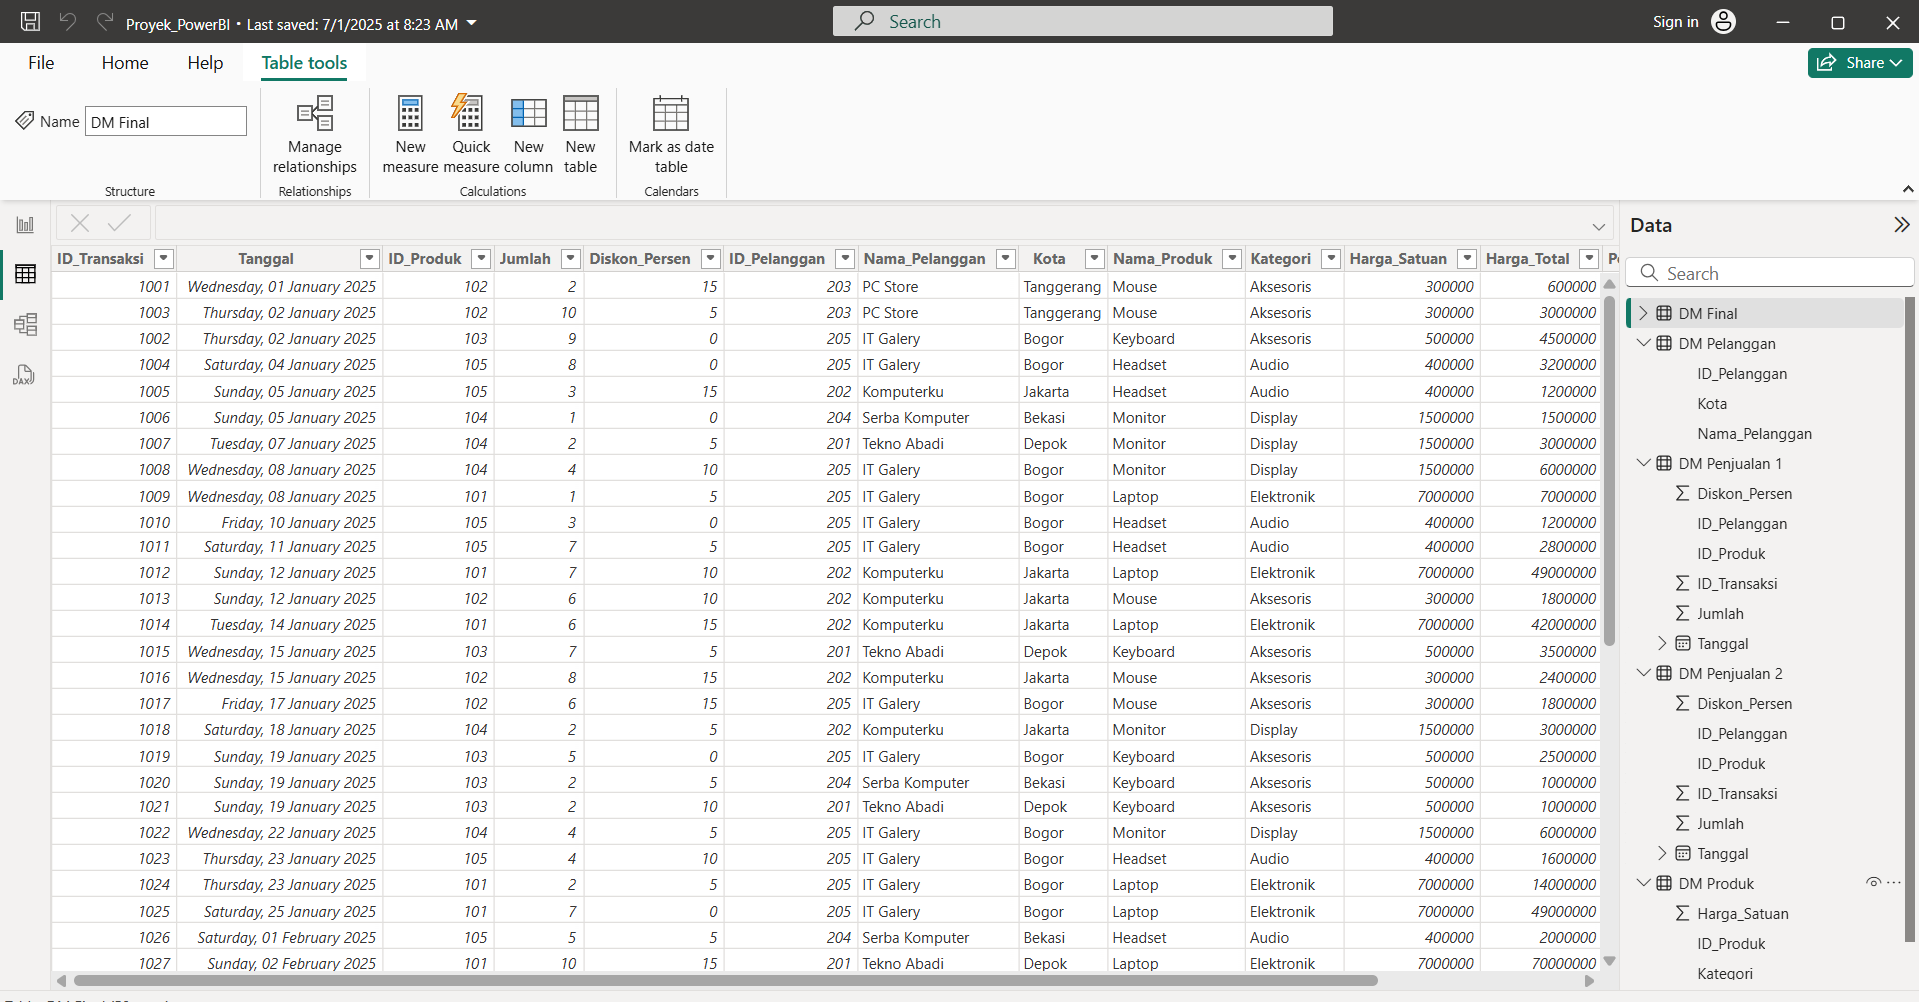 Proyek_PowerBI • Last saved: 7/1/2025 at 8:23 AM
Search
Sign in
File Home Help Table tools
Share
Name DM Final
Manage relationships
New measure
Quick measure
New column
New table
Mark as date table
Structure Relationships Calculations Calendars
ID_Transaksi Tanggal ID_Produk Jumlah Diskon_Persen ID_Pelanggan Nama_Pelanggan Kota Nama_Produk Kategori Harga_Satuan Harga_Total
1001 Wednesday, 01 January 2025 102 2 15 203 PC Store Tanggerang Mouse Aksesoris 300000 600000
1003 Thursday, 02 January 2025 102 10 5 203 PC Store Tanggerang Mouse Aksesoris 300000 3000000
1002 Thursday, 02 January 2025 103 9 0 205 IT Galery Bogor Keyboard Aksesoris 500000 4500000
1004 Saturday, 04 January 2025 105 8 0 205 IT Galery Bogor Headset Audio 400000 3200000
1005 Sunday, 05 January 2025 105 3 15 202 Komputerku Jakarta Headset Audio 400000 1200000
1006 Sunday, 05 January 2025 104 1 0 204 Serba Komputer Bekasi Monitor Display 1500000 1500000
1007 Tuesday, 07 January 2025 104 2 5 201 Tekno Abadi Depok Monitor Display 1500000 3000000
1008 Wednesday, 08 January 2025 104 4 10 205 IT Galery Bogor Monitor Display 1500000 6000000
1009 Wednesday, 08 January 2025 101 1 5 205 IT Galery Bogor Laptop Elektronik 7000000 7000000
1010 Friday, 10 January 2025 105 3 0 205 IT Galery Bogor Headset Audio 400000 1200000
1011 Saturday, 11 January 2025 105 7 5 205 IT Galery Bogor Headset Audio 400000 2800000
1012 Sunday, 12 January 2025 101 7 10 202 Komputerku Jakarta Laptop Elektronik 7000000 49000000
1013 Sunday, 12 January 2025 102 6 10 202 Komputerku Jakarta Mouse Aksesoris 300000 1800000
1014 Tuesday, 14 January 2025 101 6 15 202 Komputerku Jakarta Laptop Elektronik 7000000 42000000
1015 Wednesday, 15 January 2025 103 7 5 201 Tekno Abadi Depok Keyboard Aksesoris 500000 3500000
1016 Wednesday, 15 January 2025 102 8 15 202 Komputerku Jakarta Mouse Aksesoris 300000 2400000
1017 Friday, 17 January 2025 102 6 15 205 IT Galery Bogor Mouse Aksesoris 300000 1800000
1018 Saturday, 18 January 2025 104 2 5 202 Komputerku Jakarta Monitor Display 1500000 3000000
1019 Sunday, 19 January 2025 103 5 0 205 IT Galery Bogor Keyboard Aksesoris 500000 2500000
1020 Sunday, 19 January 2025 103 2 5 204 Serba Komputer Bekasi Keyboard Aksesoris 500000 1000000
1021 Sunday, 19 January 2025 103 2 10 201 Tekno Abadi Depok Keyboard Aksesoris 500000 1000000
1022 Wednesday, 22 January 2025 104 4 5 205 IT Galery Bogor Monitor Display 1500000 6000000
1023 Thursday, 23 January 2025 105 4 10 205 IT Galery Bogor Headset Audio 400000 1600000
1024 Thursday, 23 January 2025 101 2 5 205 IT Galery Bogor Laptop Elektronik 7000000 14000000
1025 Saturday, 25 January 2025 101 7 0 205 IT Galery Bogor Laptop Elektronik 7000000 49000000
1026 Saturday, 01 February 2025 105 5 5 204 Serba Komputer Bekasi Headset Audio 400000 2000000
1027 Sunday, 02 February 2025 101 10 15 201 Tekno Abadi Depok Laptop Elektronik 7000000 70000000
Data
Search
DM Final
DM Pelanggan
ID_Pelanggan
Kota
Nama_Pelanggan
DM Penjualan 1
Diskon_Persen
ID_Pelanggan
ID_Produk
ID_Transaksi
Jumlah
Tanggal
DM Penjualan 2
Diskon_Persen
ID_Pelanggan
ID_Produk
ID_Transaksi
Jumlah
Tanggal
DM Produk
Harga_Satuan
ID_Produk
Kategori
DAX